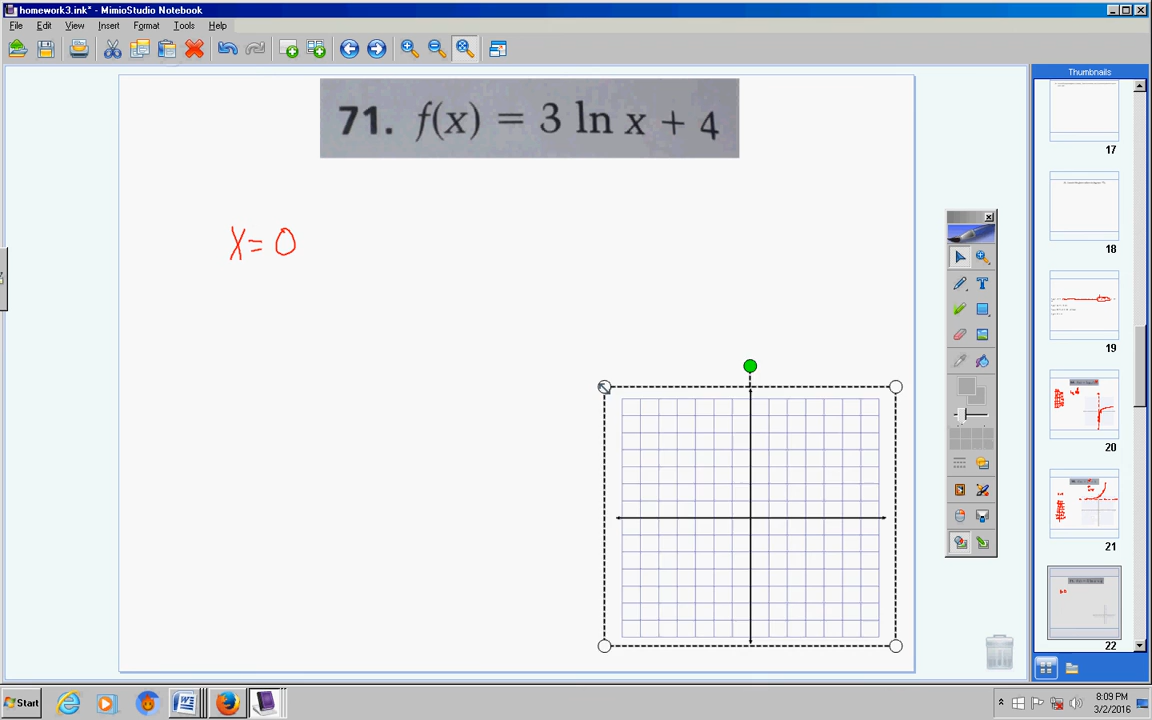 homework3.ink* - MimioStudio Notebook
File Edit View Insert Format Tools Help
Thumbnails
71. f(x) = 3 ln x + 4
X = 0
17
18
19
20
21
22
Start
8:09 PM
3/2/2016